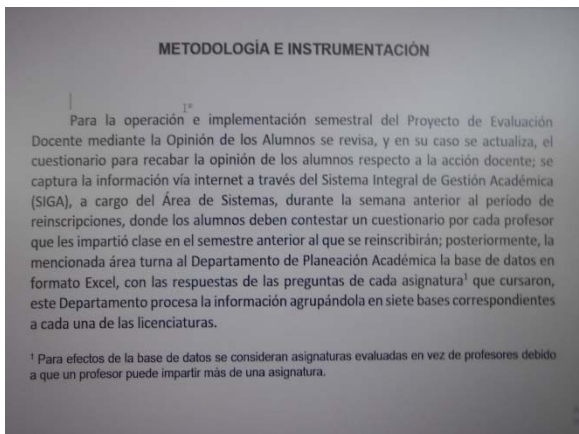 METODOLOGÍA E INSTRUMENTACIÓN
Para la operación e implementación semestral del Proyecto de Evaluación
Docente mediante la Opinión de los Alumnos se revisa, y en su caso se actualiza, el
cuestionario para recabar la opinión de los alumnos respecto a la acción docente; se
captura la información vía internet a través del Sistema Integral de Gestión Académica
(SIGA), a cargo del Área de Sistemas, durante la semana anterior al período de
reinscripciones, donde los alumnos deben contestar un cuestionario por cada profesor
que les impartió clase en el semestre anterior al que se reinscribirán; posteriormente, la
mencionada área turna al Departamento de Planeación Académica la base de datos en
formato Excel, con las respuestas de las preguntas de cada asignatura¹ que cursaron,
este Departamento procesa la información agrupándola en siete bases correspondientes
a cada una de las licenciaturas.
¹ Para efectos de la base de datos se consideran asignaturas evaluadas en vez de profesores debido
a que un profesor puede impartir más de una asignatura.